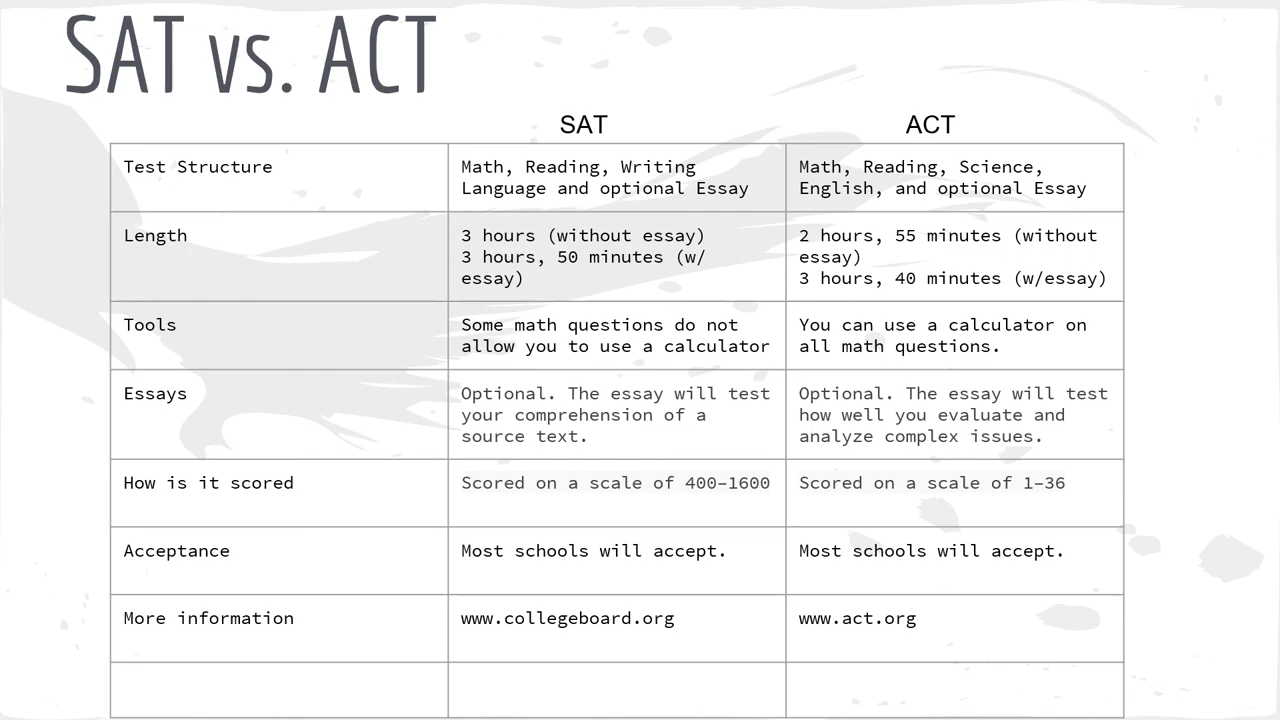 SAT vs. ACT
SAT
ACT
Test Structure
Math, Reading, Writing
Language and optional Essay
Math, Reading, Science,
English, and optional Essay
Length
3 hours (without essay)
3 hours, 50 minutes (w/
essay)
2 hours, 55 minutes (without
essay)
3 hours, 40 minutes (w/essay)
Tools
Some math questions do not
allow you to use a calculator
You can use a calculator on
all math questions.
Essays
Optional. The essay will test
your comprehension of a
source text.
Optional. The essay will test
how well you evaluate and
analyze complex issues.
How is it scored
Scored on a scale of 400–1600
Scored on a scale of 1–36
Acceptance
Most schools will accept.
Most schools will accept.
More information
www.collegeboard.org
www.act.org